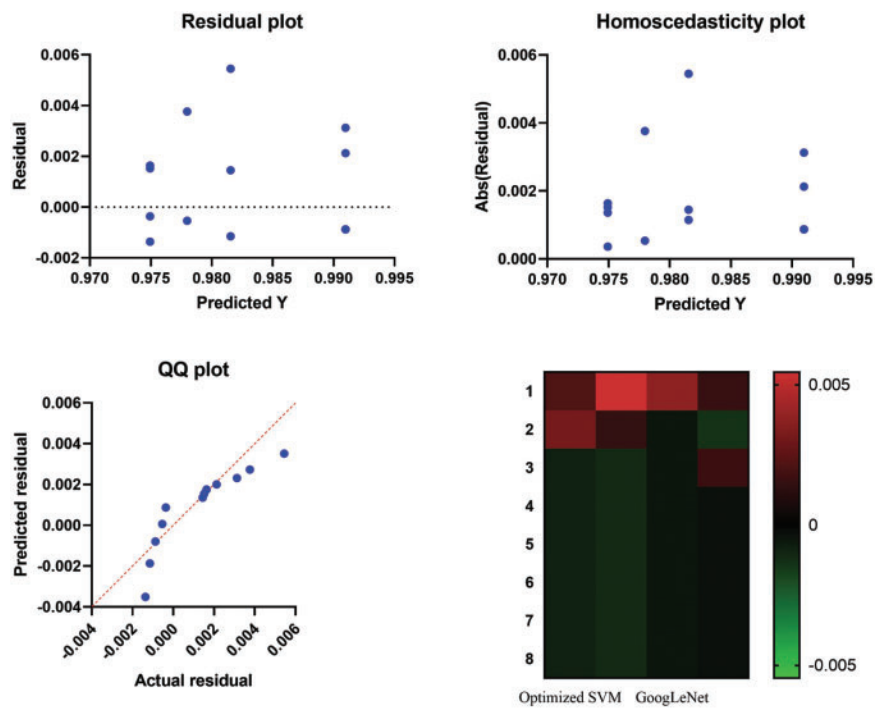 Residual plot
0.006
0.004
0.002
0.000
-0.002
Residual
0.970 0.975 0.980 0.985 0.990 0.995
Predicted Y
Homoscedasticity plot
0.006
0.004
0.002
0.000
Abs(Residual)
0.970 0.975 0.980 0.985 0.990 0.995
Predicted Y
QQ plot
0.006
0.004
0.002
0.000
-0.002
-0.004
Predicted residual
-0.004 -0.002 0.000 0.002 0.004 0.006
Actual residual
1
2
3
4
5
6
7
8
Optimized SVM GoogLeNet
0.005
0
-0.005